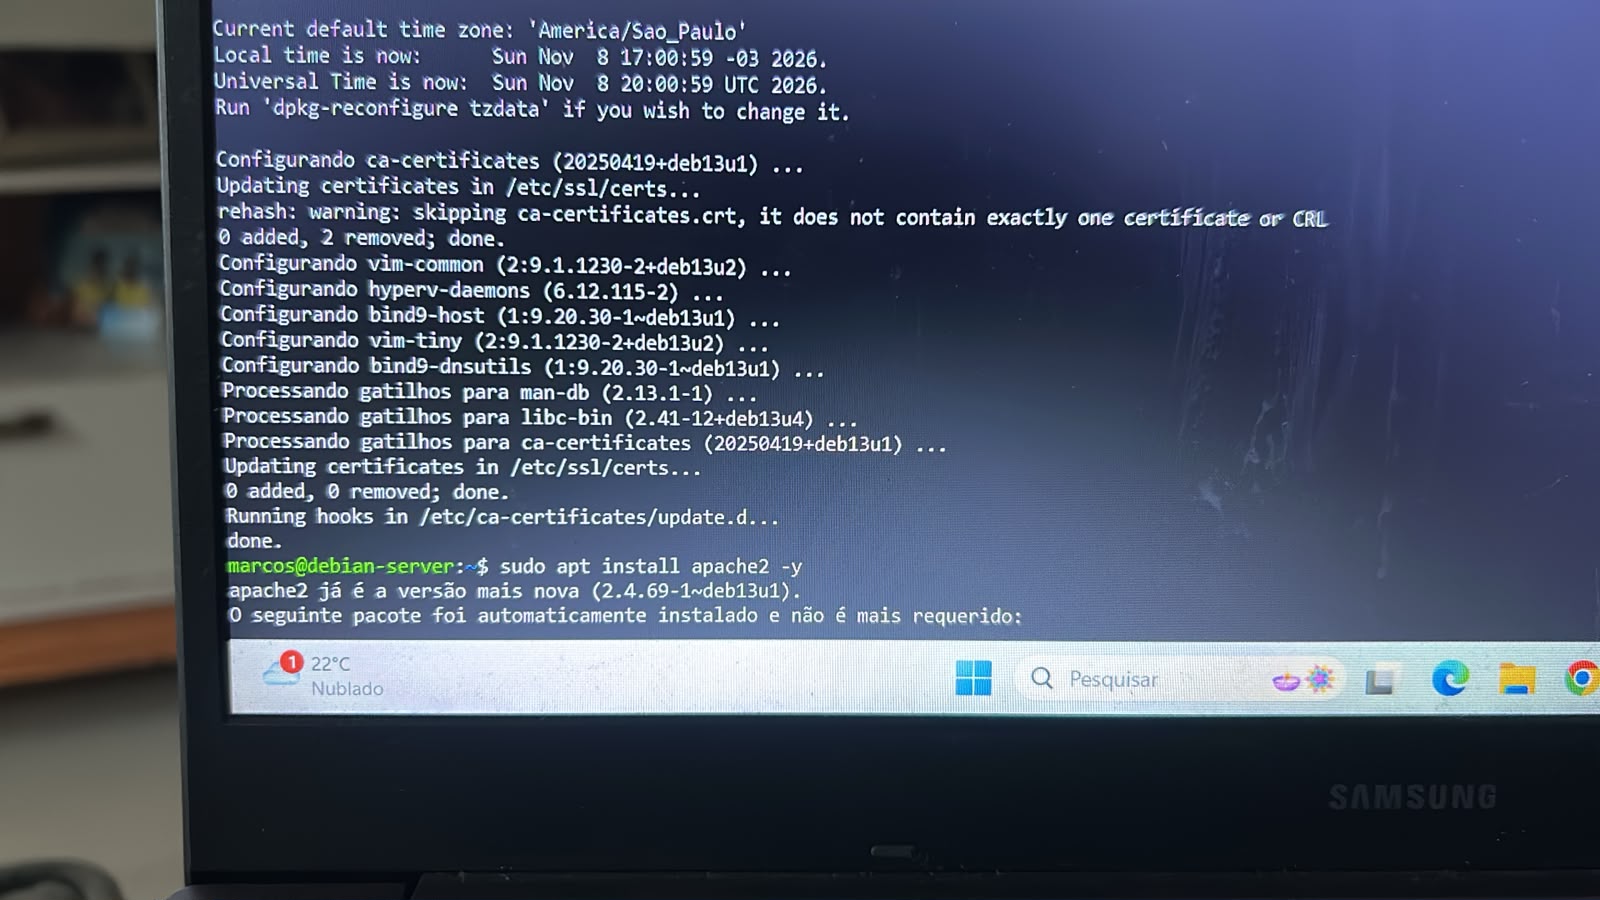 Current default time zone: 'America/Sao_Paulo'
Local time is now:      Sun Nov  8 17:00:59 -03 2026.
Universal Time is now:  Sun Nov  8 20:00:59 UTC 2026.
Run 'dpkg-reconfigure tzdata' if you wish to change it.
Configurando ca-certificates (20250419+deb13u1) ...
Updating certificates in /etc/ssl/certs...
rehash: warning: skipping ca-certificates.crt, it does not contain exactly one certificate or CRL
0 added, 2 removed; done.
Configurando vim-common (2:9.1.1230-2+deb13u2) ...
Configurando hyperv-daemons (6.12.115-2) ...
Configurando bind9-host (1:9.20.30-1~deb13u1) ...
Configurando vim-tiny (2:9.1.1230-2+deb13u2) ...
Configurando bind9-dnsutils (1:9.20.30-1~deb13u1) ...
Processando gatilhos para man-db (2.13.1-1) ...
Processando gatilhos para libc-bin (2.41-12+deb13u4) ...
Processando gatilhos para ca-certificates (20250419+deb13u1) ...
Updating certificates in /etc/ssl/certs...
0 added, 0 removed; done.
Running hooks in /etc/ca-certificates/update.d...
done.
marcos@debian-server:~$ sudo apt install apache2 -y
apache2 já é a versão mais nova (2.4.69-1~deb13u1).
O seguinte pacote foi automaticamente instalado e não é mais requerido:
1
22°C
Nublado
Pesquisar
SAMSUNG